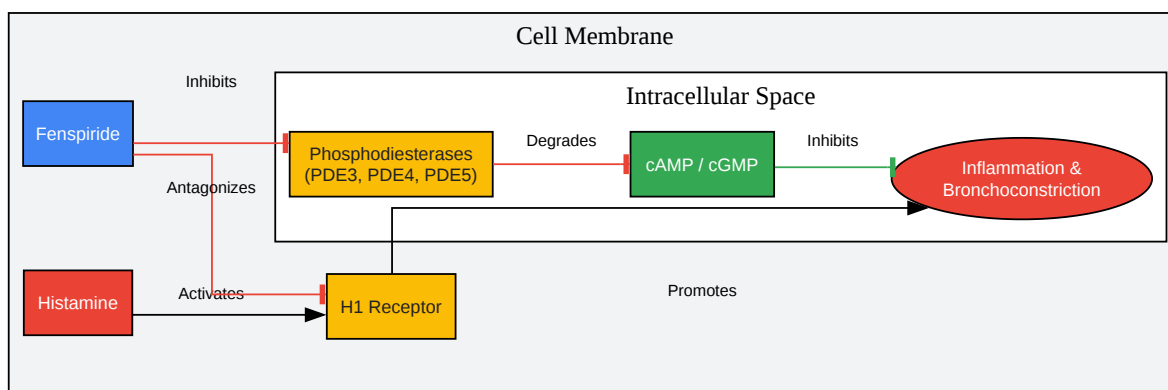 Cell Membrane
Inhibits
Intracellular Space
Fenspiride
Phosphodiesterases
(PDE3, PDE4, PDE5)
Degrades
cAMP / cGMP
Inhibits
Inflammation &
Bronchoconstriction
Antagonizes
Histamine
Activates
H1 Receptor
Promotes